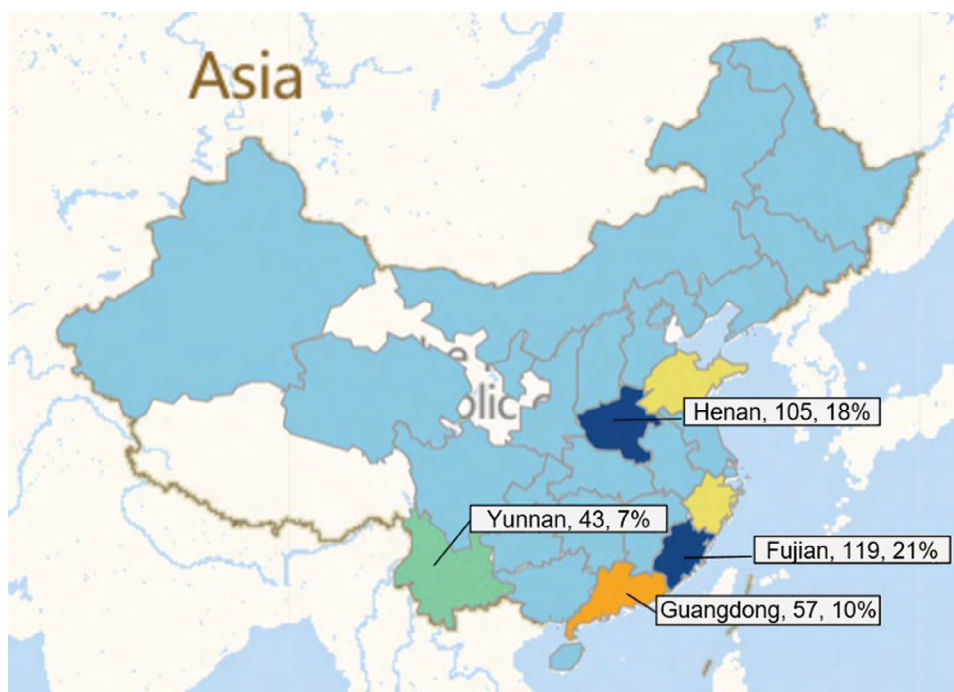 Asia
Henan, 105, 18%
Yunnan, 43, 7%
Fujian, 119, 21%
Guangdong, 57, 10%